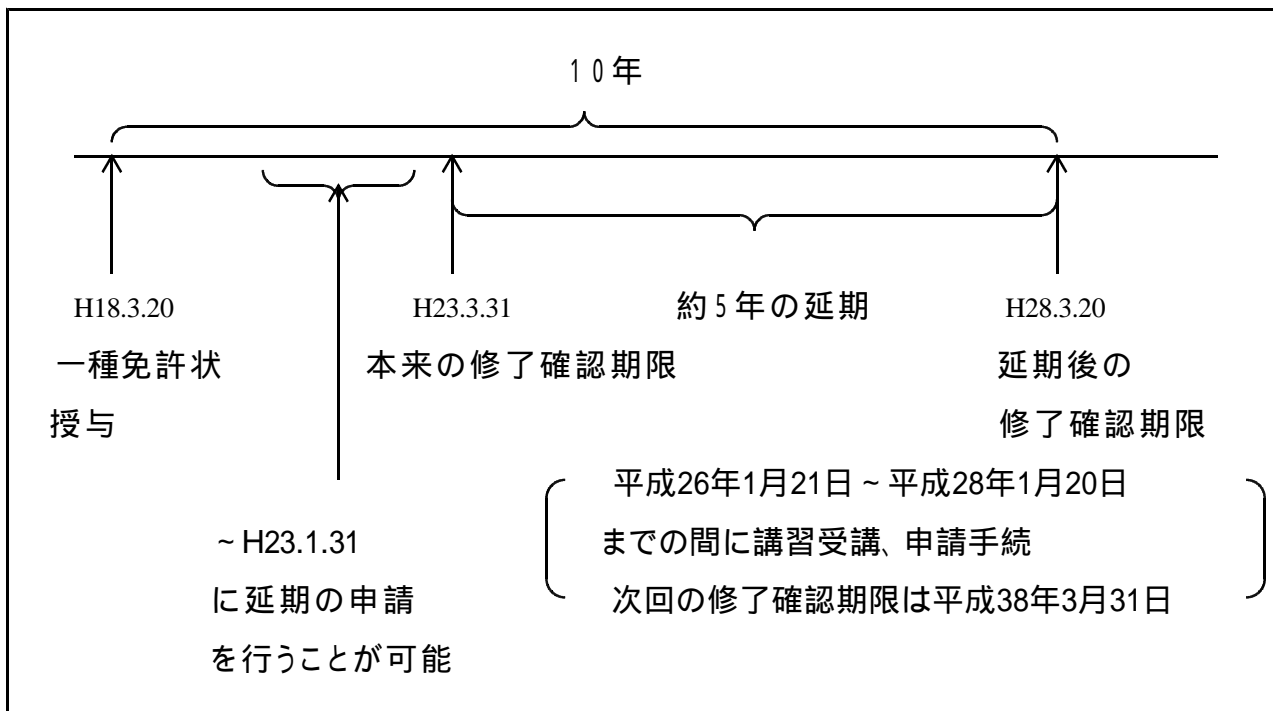 10年
H18.3.20
一種免許状
授与
H23.3.31
本来の修了確認期限
約5年の延期
H28.3.20
延期後の
修了確認期限
～H23.1.31
に延期の申請
を行うことが可能
平成26年1月21日～平成28年1月20日
までの間に講習受講、申請手続
次回の修了確認期限は平成38年3月31日